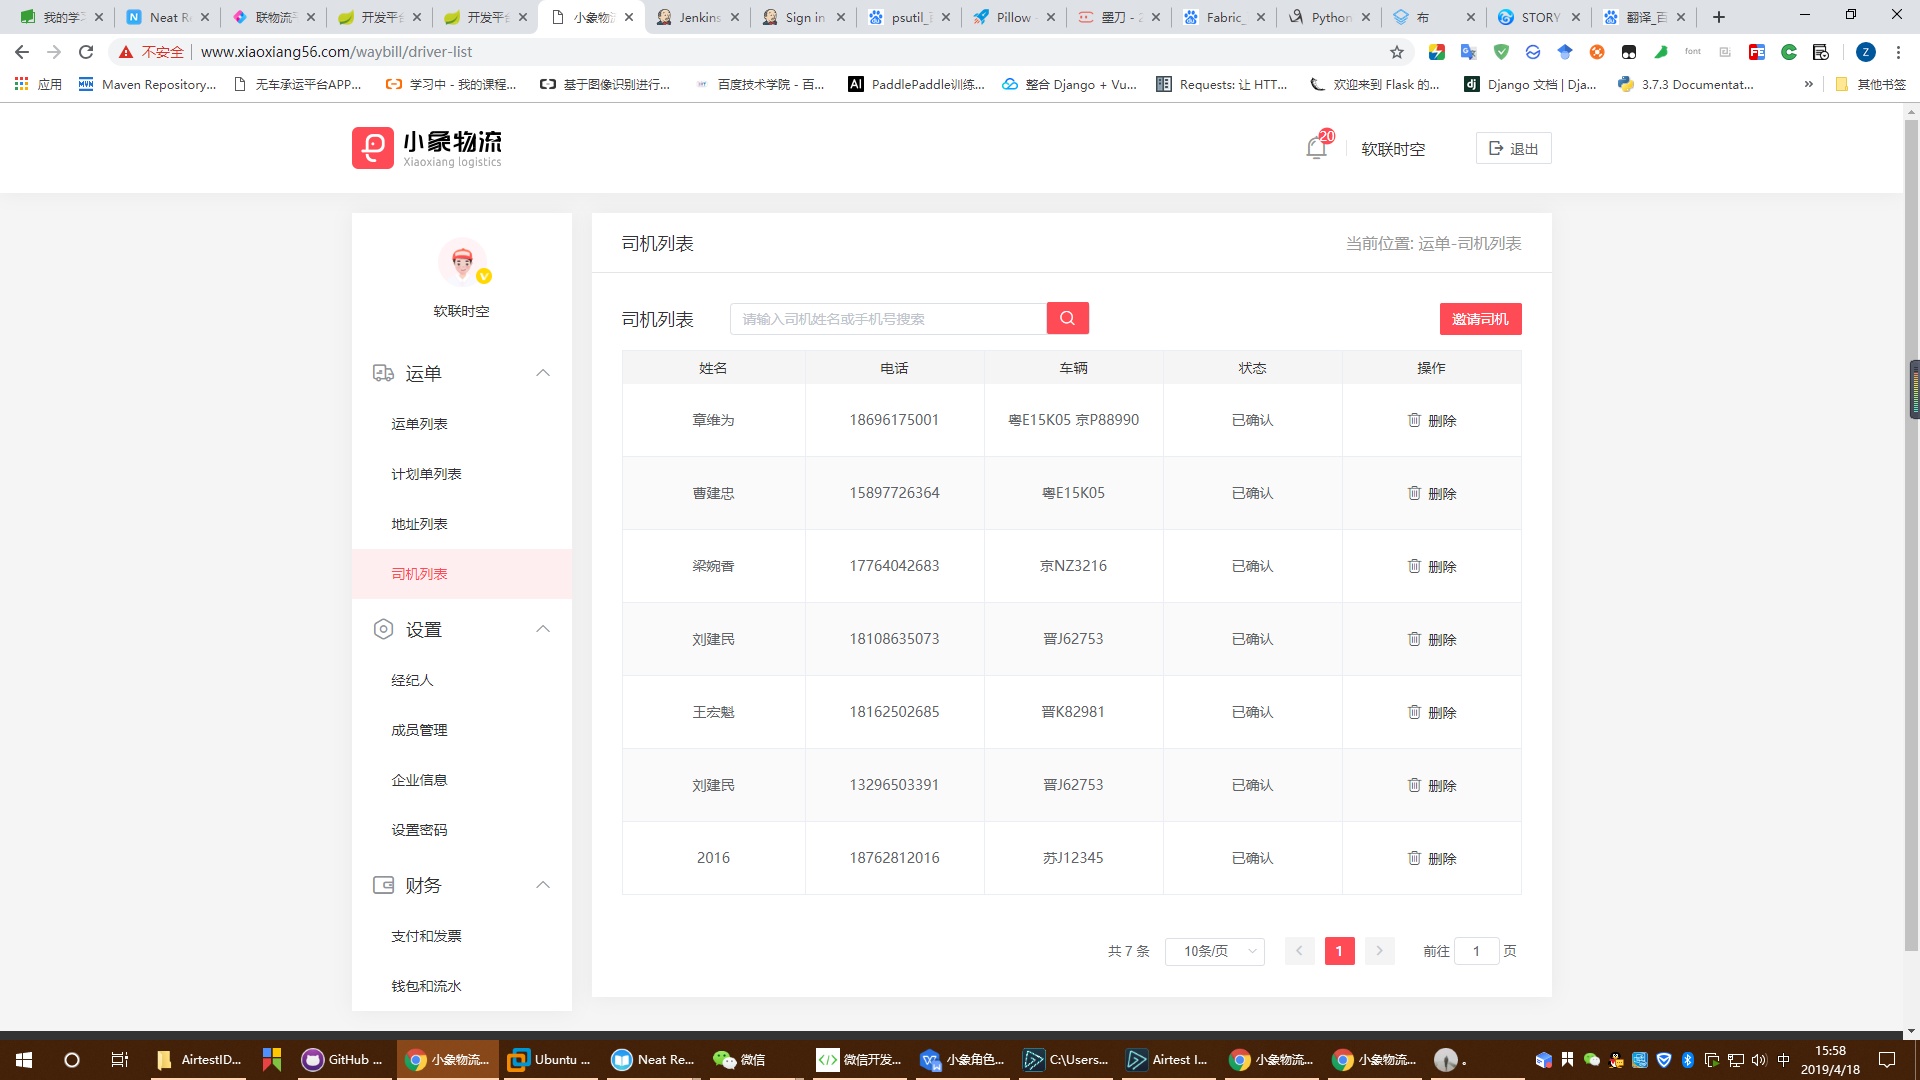 我的学习
Neat Re
联物流平
开发平台
开发平台
小象物流
Jenkins
Sign in
psutil_百
Pillow
墨刀 - 2
Fabric_
Python
布
STORY
翻译_百
不安全 www.xiaoxiang56.com/waybill/driver-list
应用 Maven Repository... 无车承运平台APP... 学习中 - 我的课程... 基于图像识别进行... 百度技术学院 - 百... PaddlePaddle训练... 整合 Django + Vu... Requests: 让 HTT... 欢迎来到 Flask 的... Django 文档 | Dja... 3.7.3 Documentat... » 其他书签
小象物流
Xiaoxiang logistics
20
软联时空
退出
软联时空
运单
运单列表
计划单列表
地址列表
司机列表
设置
经纪人
成员管理
企业信息
设置密码
财务
支付和发票
钱包和流水
司机列表 当前位置: 运单-司机列表
司机列表 请输入司机姓名或手机号搜索 邀请司机
姓名 电话 车辆 状态 操作
章维为 18696175001 粤E15K05 京P88990 已确认 删除
曹建忠 15897726364 粤E15K05 已确认 删除
梁婉香 17764042683 京NZ3216 已确认 删除
刘建民 18108635073 晋J62753 已确认 删除
王宏魁 18162502685 晋K82981 已确认 删除
刘建民 13296503391 晋J62753 已确认 删除
2016 18762812016 苏J12345 已确认 删除
共 7 条 10条/页 1 前往 1 页
AirtestID... GitHub ... 小象物流... Ubuntu ... Neat Re... 微信 微信开发... 小象角色... C:\Users... Airtest I... 小象物流... 小象物流... 中
15:58
2019/4/18